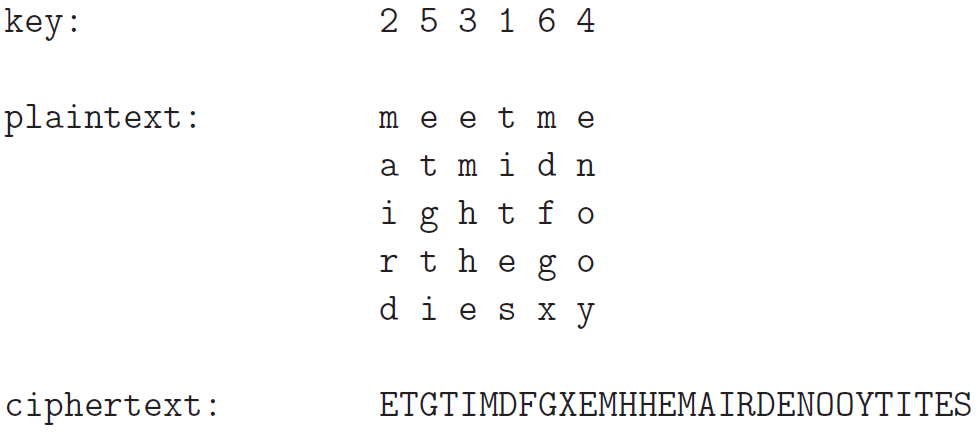 key: 2 5 3 1 6 4
plaintext: m e e t m e
a t m i d n
i g h t f o
r t h e g o
d i e s x y
ciphertext: ETGTIMDFGXEMHHEMAIRDENOOYTITES